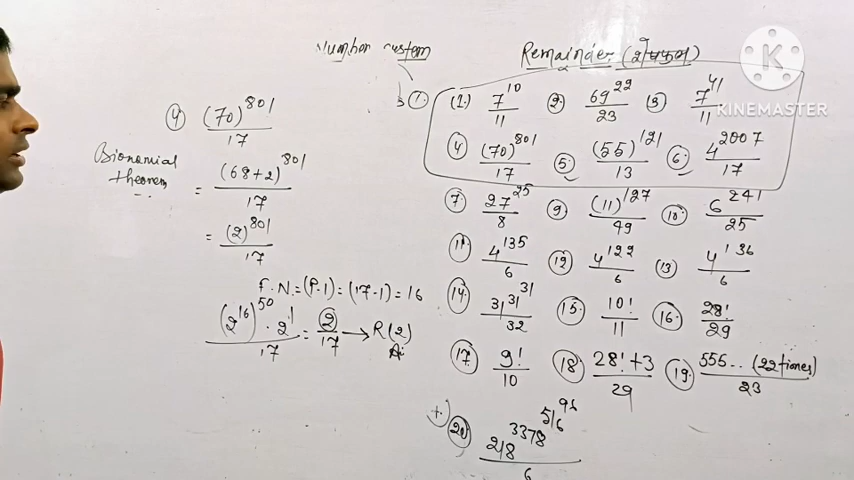 Number system
Remainder (शेषफल)
④ (70)^801 / 17
Bionomial theorem
= (68+2)^801 / 17
= (2)^801 / 17
F.N. = (P-1) = (17-1) = 16
(2^16)^50 · 2^1 / 17 = 2/17 → R(2)
(1.) 7^10 / 11 ② 69^22 / 23 ③ 7^41 / 11
④ (70)^801 / 17 ⑤ (55)^121 / 13 ⑥ 4^2007 / 17
⑦ 27^25 / 8 ⑨ (11)^127 / 49 ⑩ 6^241 / 25
⑪ 4^135 / 6 ⑫ 4^122 / 6 ⑬ 4^136 / 6
⑭ 31^31^31 / 32 ⑮ 10! / 11 ⑯ 28! / 29
⑰ 9! / 10 ⑱ 28!+3 / 29 ⑲ 555... (22 times) / 23
⑳ 218^3378^516^96 / 6
K
KINEMASTER